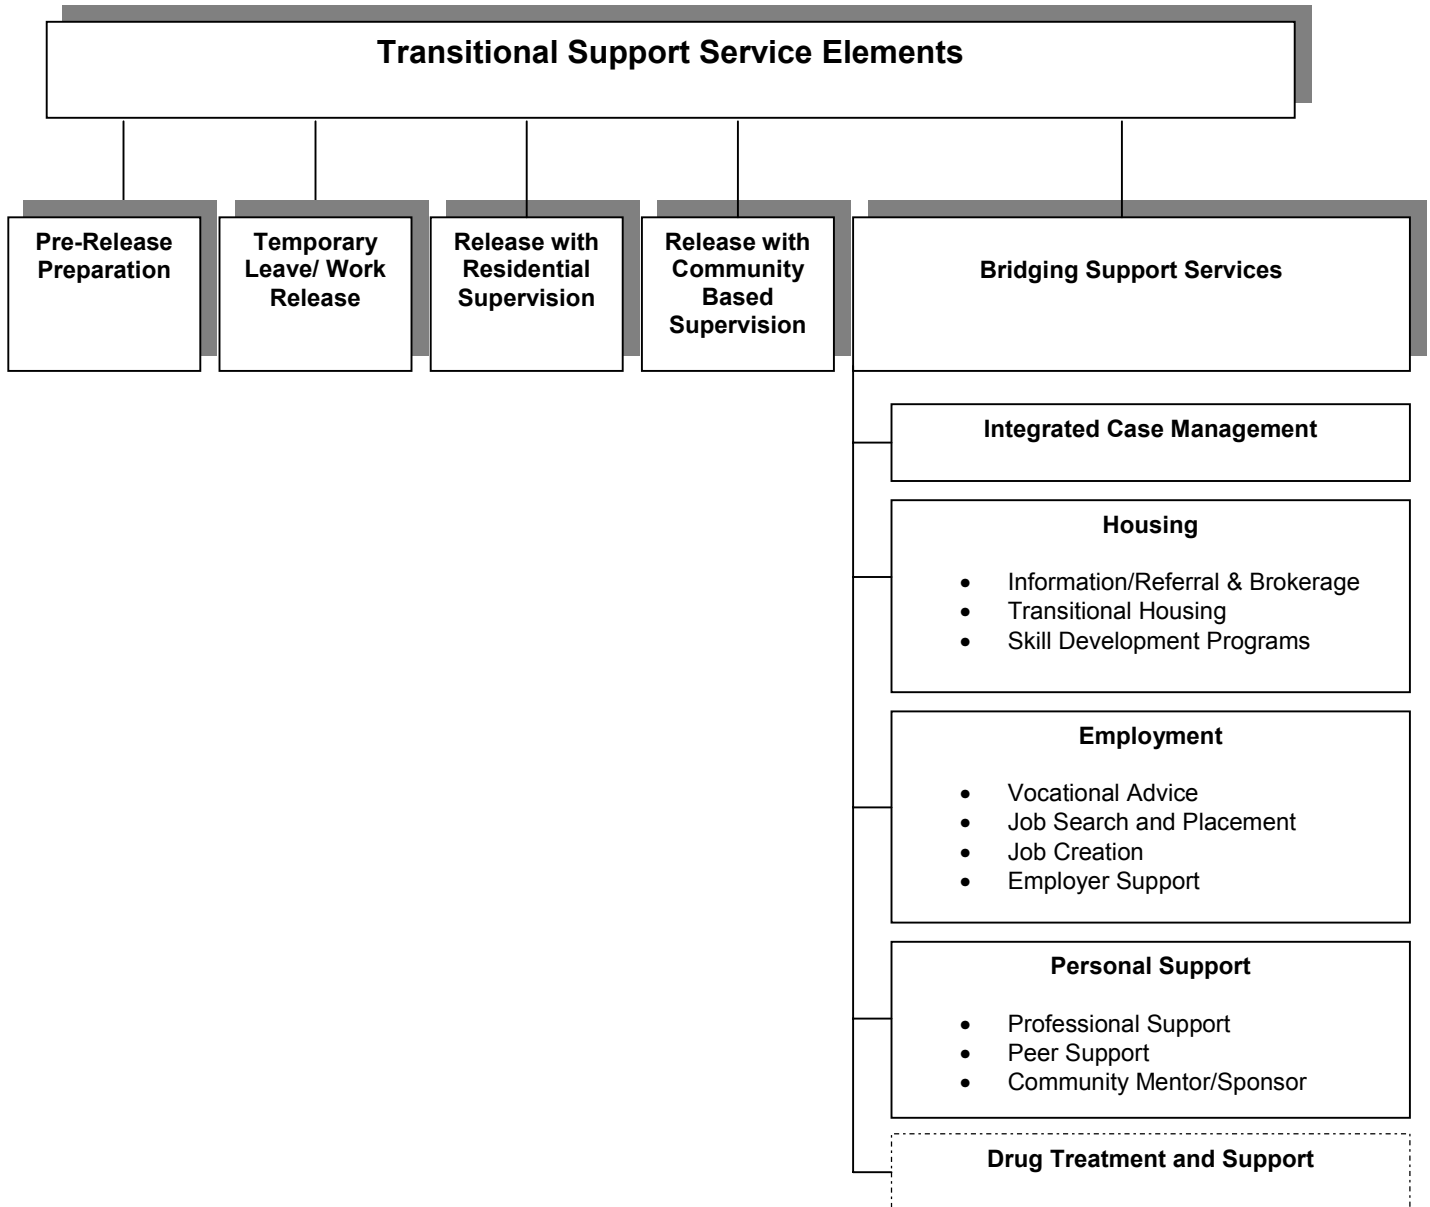 Transitional Support Service Elements
Pre-Release
Preparation
Temporary
Leave/ Work
Release
Release with
Residential
Supervision
Release with
Community
Based
Supervision
Bridging Support Services
Integrated Case Management
Housing
• Information/Referral & Brokerage
• Transitional Housing
• Skill Development Programs
Employment
• Vocational Advice
• Job Search and Placement
• Job Creation
• Employer Support
Personal Support
• Professional Support
• Peer Support
• Community Mentor/Sponsor
Drug Treatment and Support